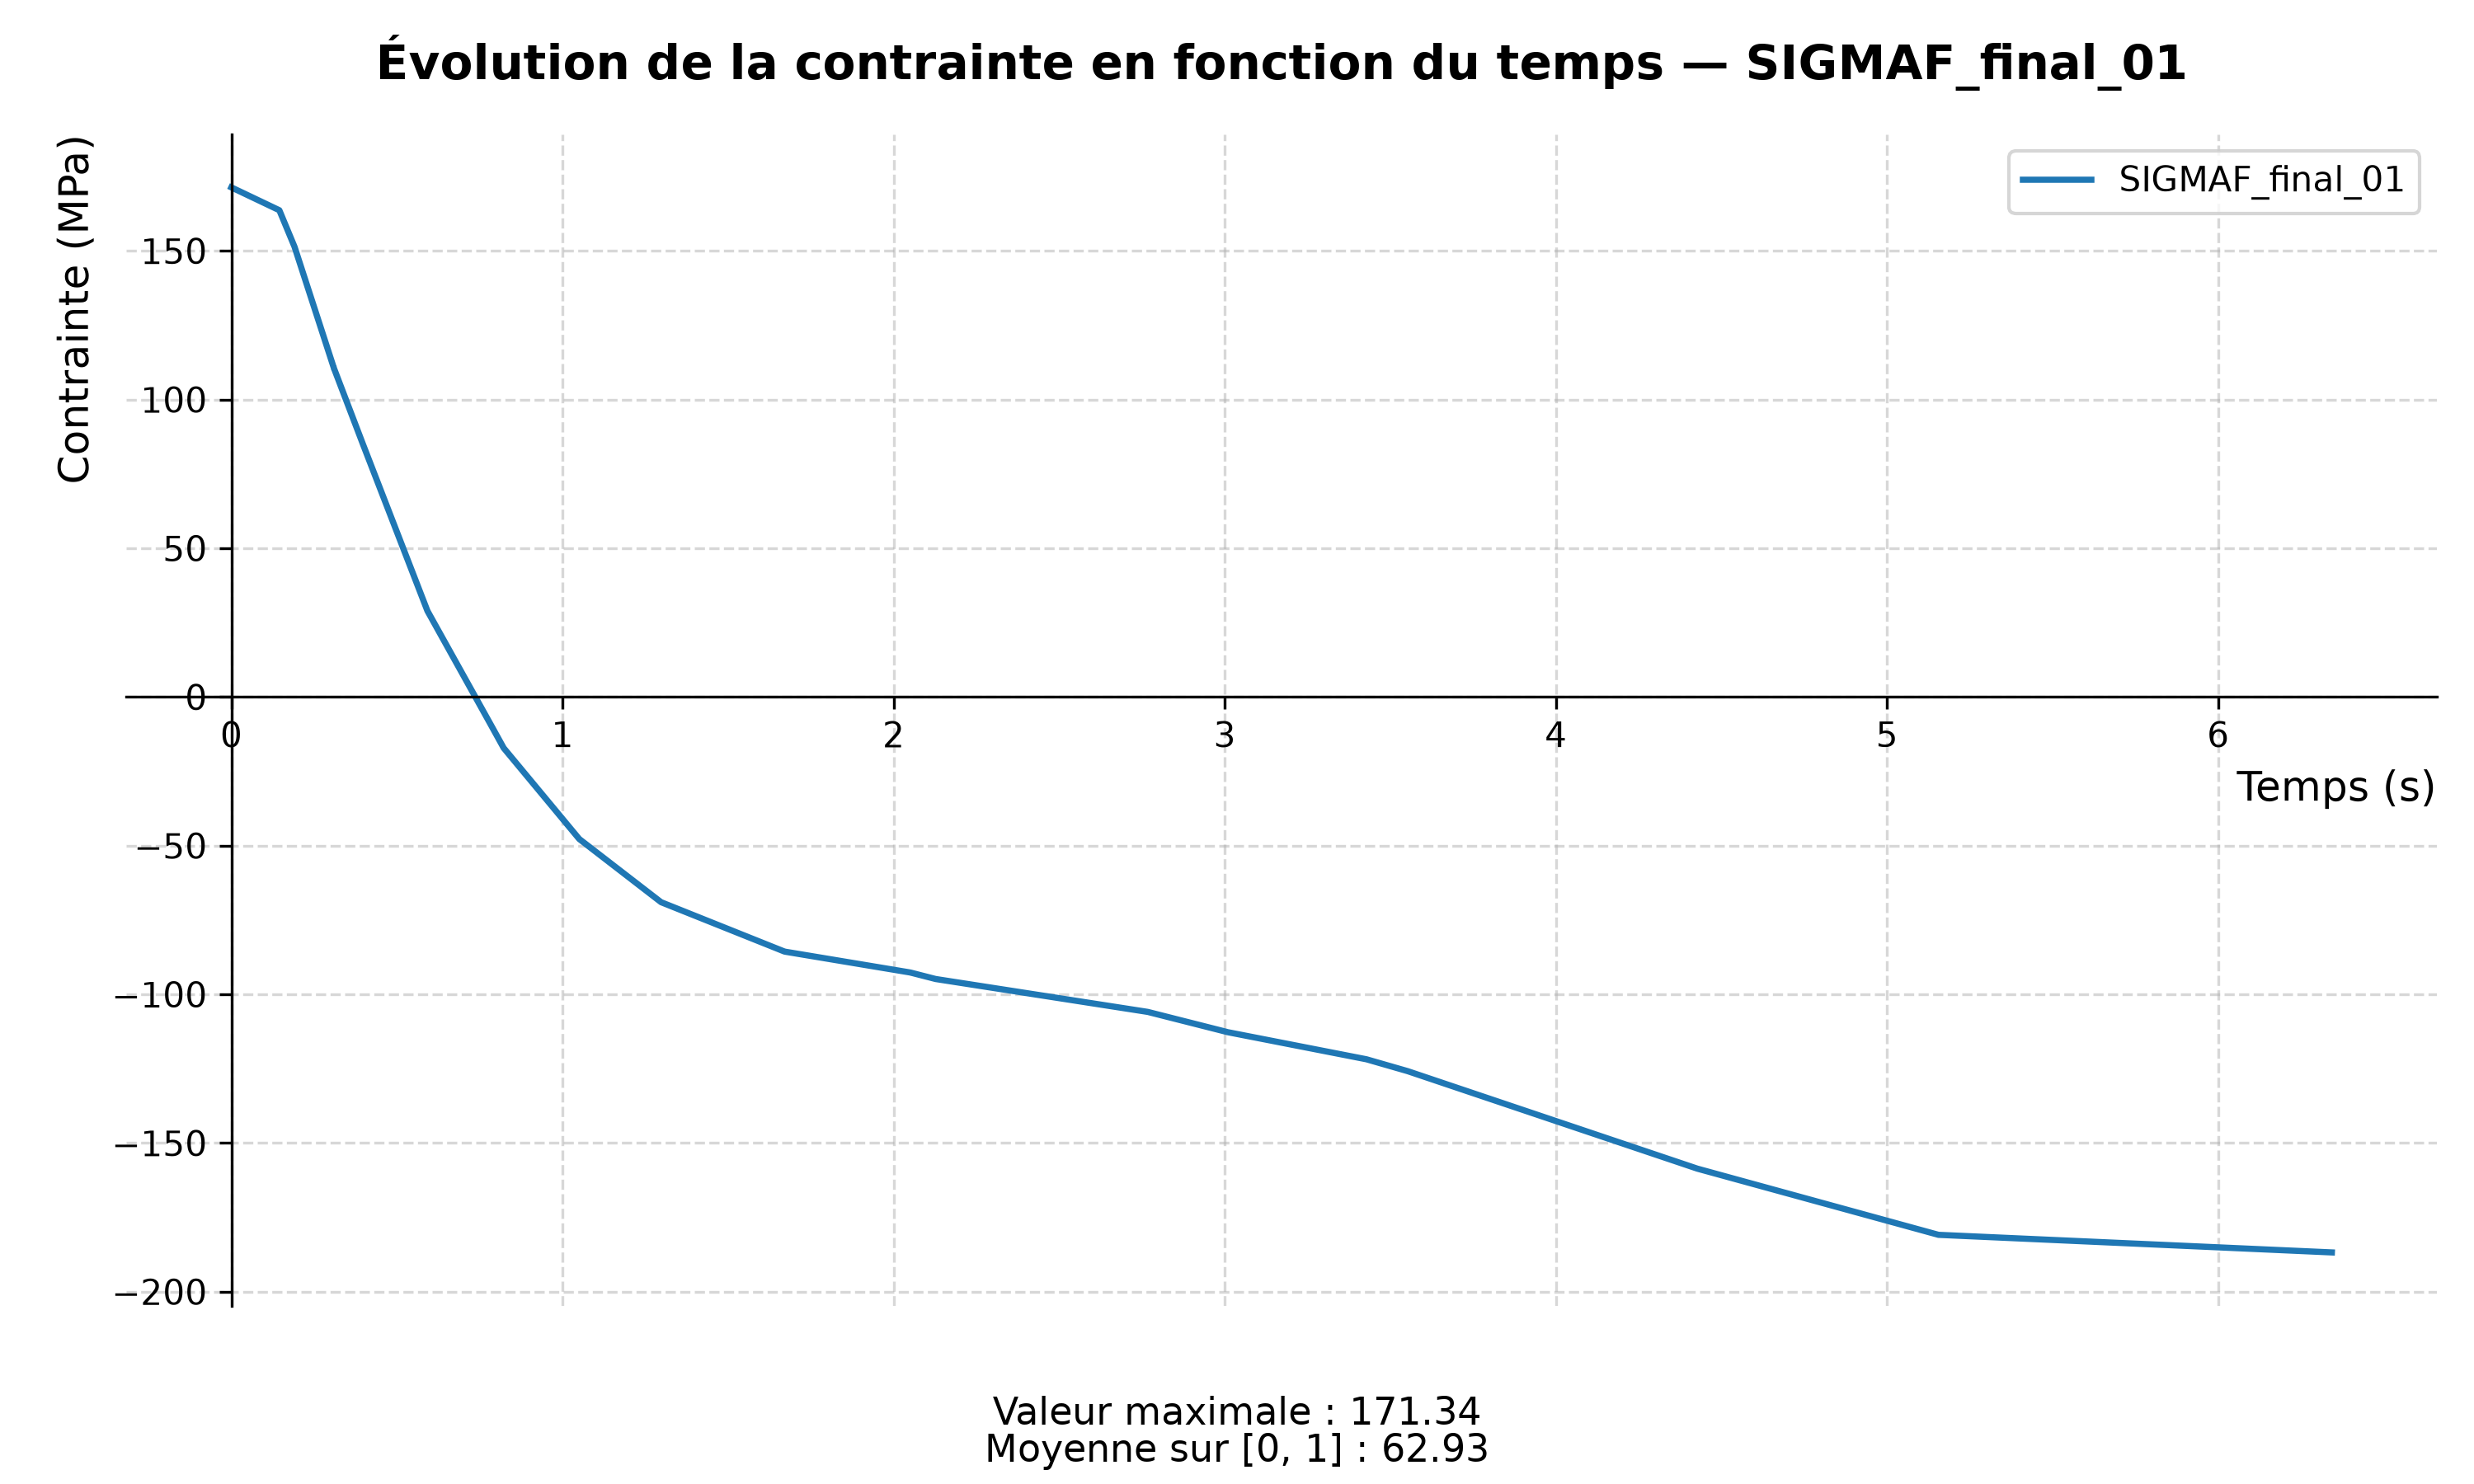 Évolution de la contrainte en fonction du temps — SIGMAF_final_01
Contrainte (MPa)
SIGMAF_final_01
150
100
50
0
−50
−100
−150
−200
0 1 2 3 4 5 6
Temps (s)
Valeur maximale : 171.34
Moyenne sur [0, 1] : 62.93